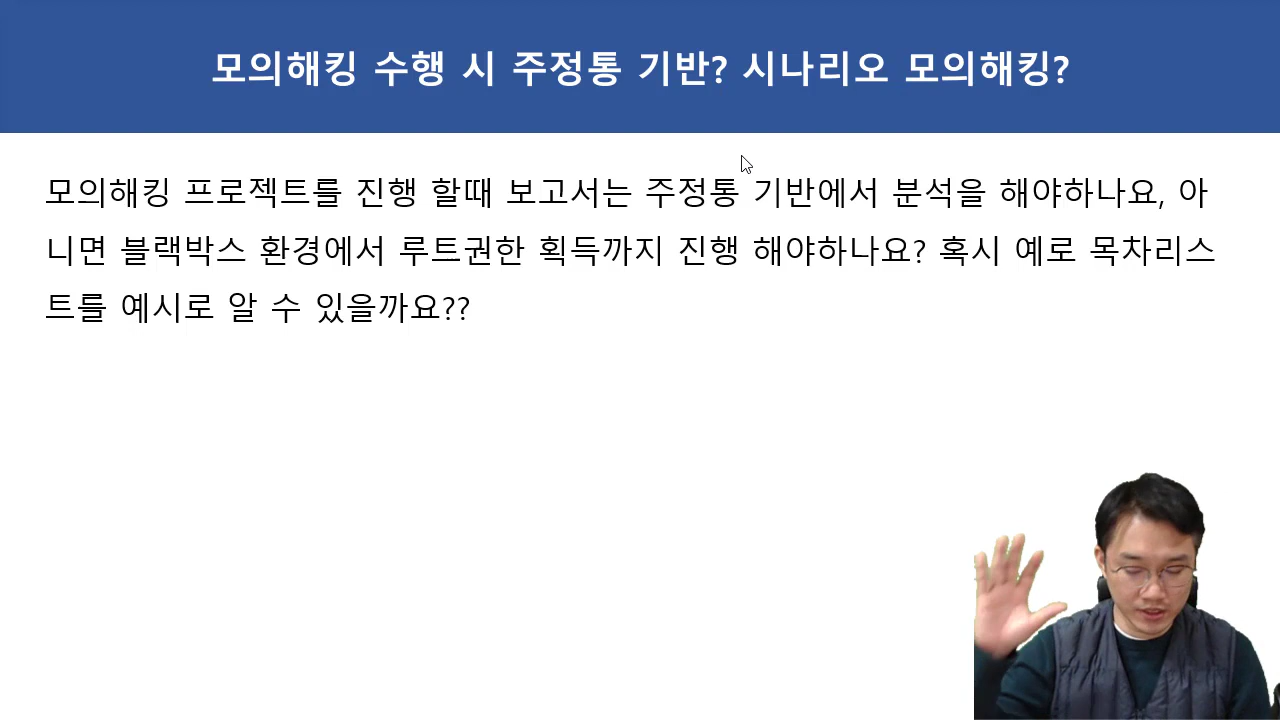 모의해킹 수행 시 주정통 기반? 시나리오 모의해킹?
모의해킹 프로젝트를 진행 할때 보고서는 주정통 기반에서 분석을 해야하나요, 아
니면 블랙박스 환경에서 루트권한 획득까지 진행 해야하나요? 혹시 예로 목차리스
트를 예시로 알 수 있을까요??